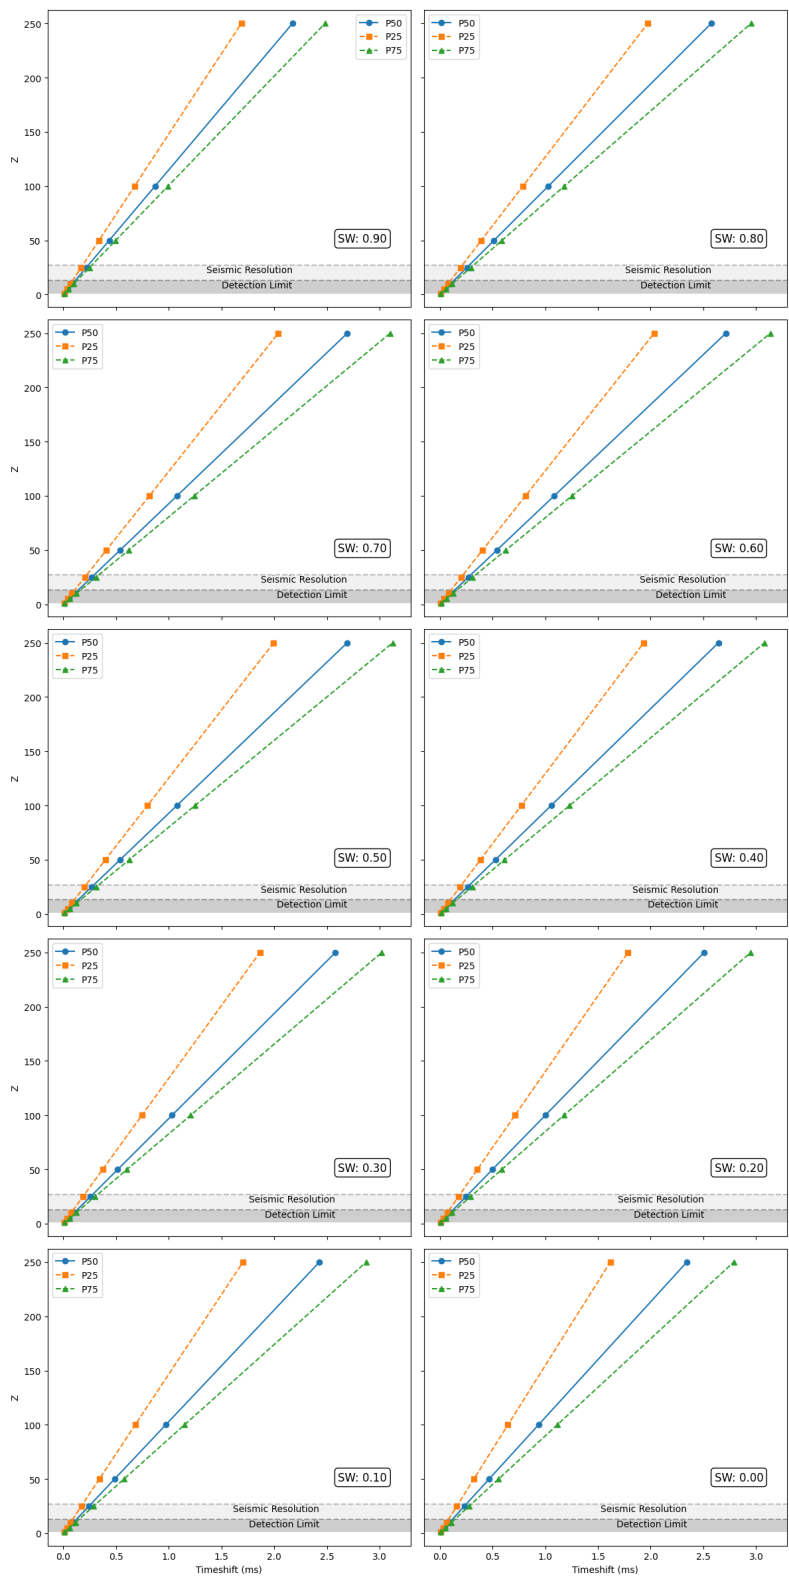 P50
P25
P75
250
200
150
100
50
0
Z
SW: 0.90
Seismic Resolution
Detection Limit
P50
P25
P75
SW: 0.80
Seismic Resolution
Detection Limit
P50
P25
P75
250
200
150
100
50
0
Z
SW: 0.70
Seismic Resolution
Detection Limit
P50
P25
P75
SW: 0.60
Seismic Resolution
Detection Limit
P50
P25
P75
250
200
150
100
50
0
Z
SW: 0.50
Seismic Resolution
Detection Limit
P50
P25
P75
SW: 0.40
Seismic Resolution
Detection Limit
P50
P25
P75
250
200
150
100
50
0
Z
SW: 0.30
Seismic Resolution
Detection Limit
P50
P25
P75
SW: 0.20
Seismic Resolution
Detection Limit
P50
P25
P75
250
200
150
100
50
0
Z
SW: 0.10
Seismic Resolution
Detection Limit
0.0 0.5 1.0 1.5 2.0 2.5 3.0
Timeshift (ms)
P50
P25
P75
SW: 0.00
Seismic Resolution
Detection Limit
0.0 0.5 1.0 1.5 2.0 2.5 3.0
Timeshift (ms)